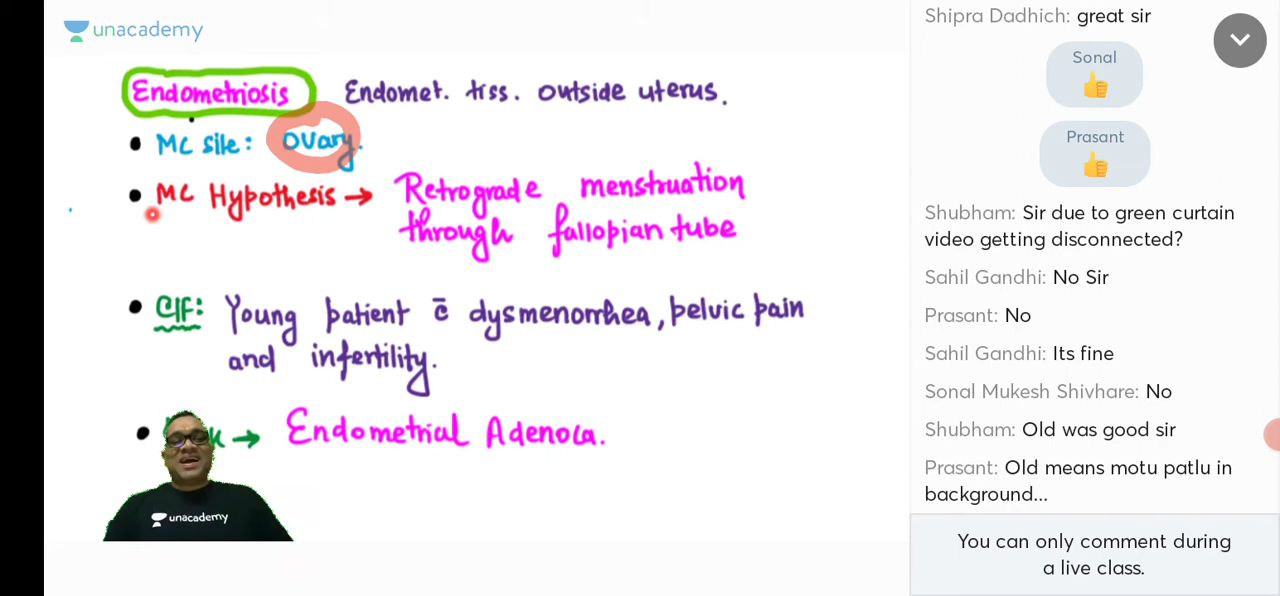 unacademy
Endometriosis Endomet. tiss. outside uterus.
• MC Site: Ovary.
• MC Hypothesis → Retrograde menstruation
through fallopian tube
• C/F: Young patient c̄ dysmenorrhea, pelvic pain
and infertility.
• → Endometrial Adenoca.
unacademy
Shipra Dadhich: great sir
Sonal
👍
Prasant
👍
Shubham: Sir due to green curtain
video getting disconnected?
Sahil Gandhi: No Sir
Prasant: No
Sahil Gandhi: Its fine
Sonal Mukesh Shivhare: No
Shubham: Old was good sir
Prasant: Old means motu patlu in
background...
You can only comment during
a live class.